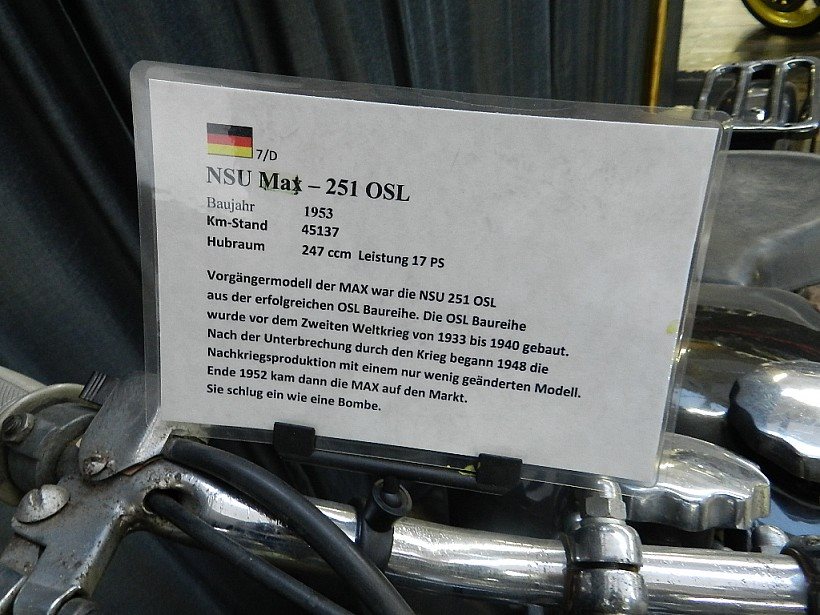 7/D
NSU Max – 251 OSL
Baujahr 1953
Km-Stand 45137
Hubraum 247 ccm Leistung 17 PS
Vorgängermodell der MAX war die NSU 251 OSL
aus der erfolgreichen OSL Baureihe. Die OSL Baureihe
wurde vor dem Zweiten Weltkrieg von 1933 bis 1940 gebaut.
Nach der Unterbrechung durch den Krieg begann 1948 die
Nachkriegsproduktion mit einem nur wenig geänderten Modell.
Ende 1952 kam dann die MAX auf den Markt.
Sie schlug ein wie eine Bombe.